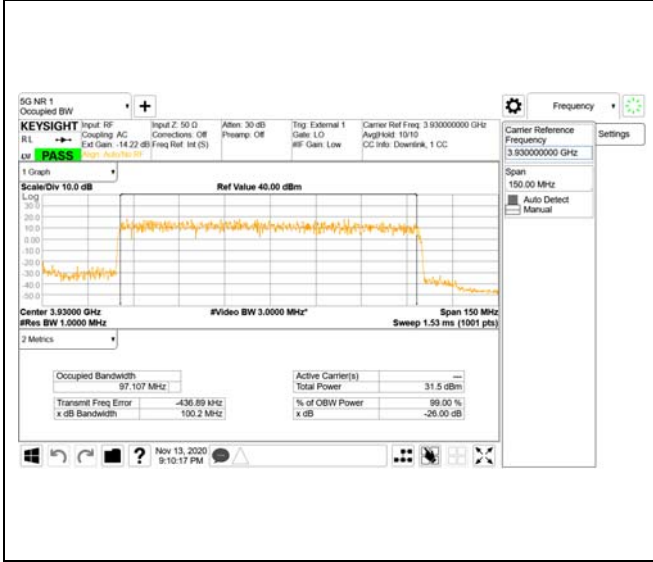 5G NR 1
Occupied BW
Frequency
KEYSIGHT
Input: RF
Input Z: 50 Ω
Atten: 30 dB
Trig: External 1
Carrier Ref Freq: 3.930000000 GHz
R L
Coupling: AC
Corrections: Off
Preamp: Off
Gate: LO
Avg|Hold: 10/10
Ext Gain: -14.22 dB
Freq Ref: Int (S)
#IF Gain: Low
CC Info: Downlink, 1 CC
PASS
Align: Auto/No RF
Carrier Reference
Frequency
3.930000000 GHz
Settings
Span
150.00 MHz
Auto Detect
Manual
1 Graph
Scale/Div 10.0 dB
Ref Value 40.00 dBm
Log
30.0
20.0
10.0
0.00
-10.0
-20.0
-30.0
-40.0
-50.0
Center 3.93000 GHz
#Video BW 3.0000 MHz*
Span 150 MHz
#Res BW 1.0000 MHz
Sweep 1.53 ms (1001 pts)
2 Metrics
Occupied Bandwidth
97.107 MHz
Active Carrier(s)
---
Total Power
31.5 dBm
Transmit Freq Error
-436.89 kHz
% of OBW Power
99.00 %
x dB Bandwidth
100.2 MHz
x dB
-26.00 dB
?
Nov 13, 2020
9:10:17 PM